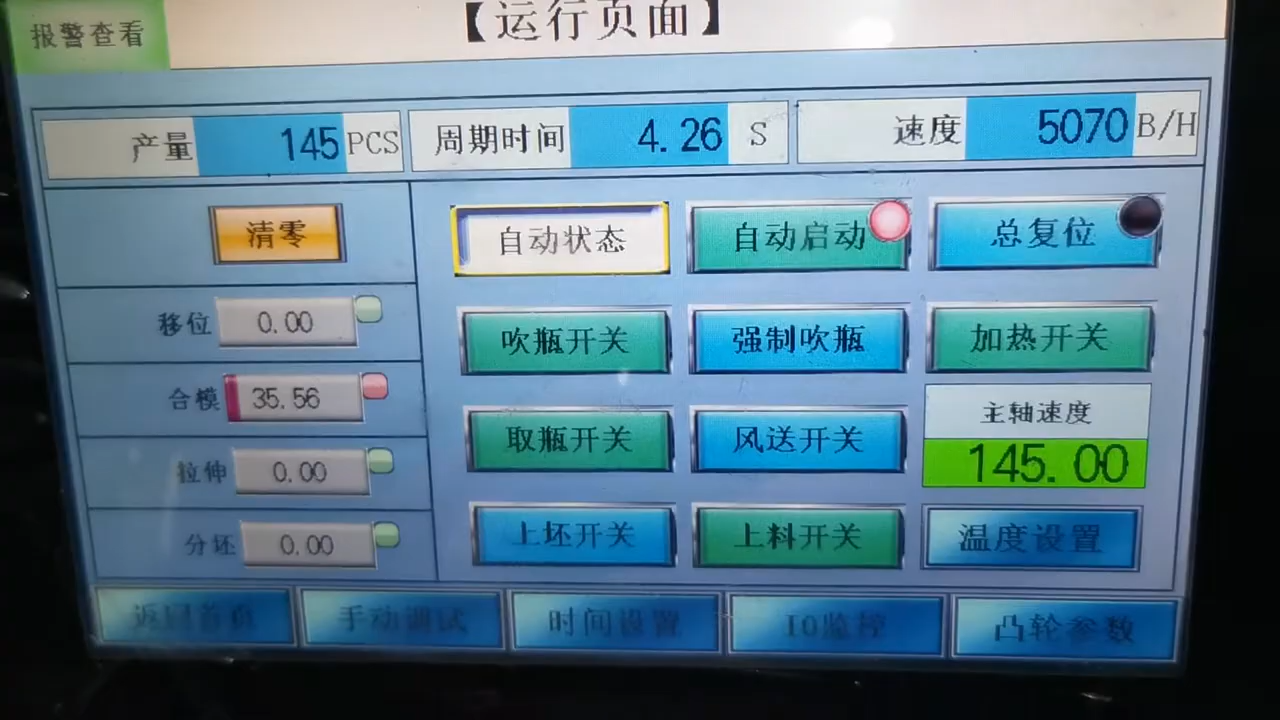 报警查看
【运行页面】
产量 145 PCS
周期时间 4.26 S
速度 5070 B/H
清零
自动状态
自动启动
总复位
移位 0.00
吹瓶开关
强制吹瓶
加热开关
合模 35.56
主轴速度
145.00
取瓶开关
风送开关
拉伸 0.00
上坯开关
上料开关
温度设置
分坯 0.00
返回首页
手动调试
时间设置
IO监控
凸轮参数